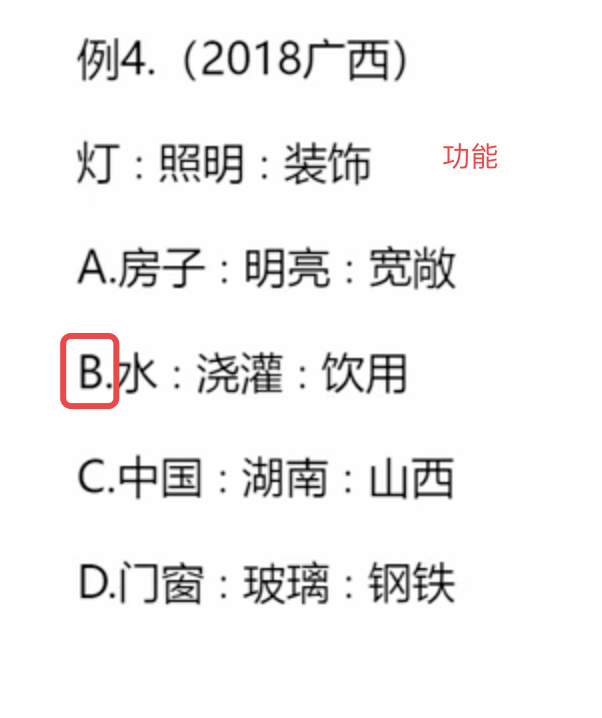 例4.（2018广西）
灯：照明：装饰 功能
A.房子：明亮：宽敞
B.水：浇灌：饮用
C.中国：湖南：山西
D.门窗：玻璃：钢铁